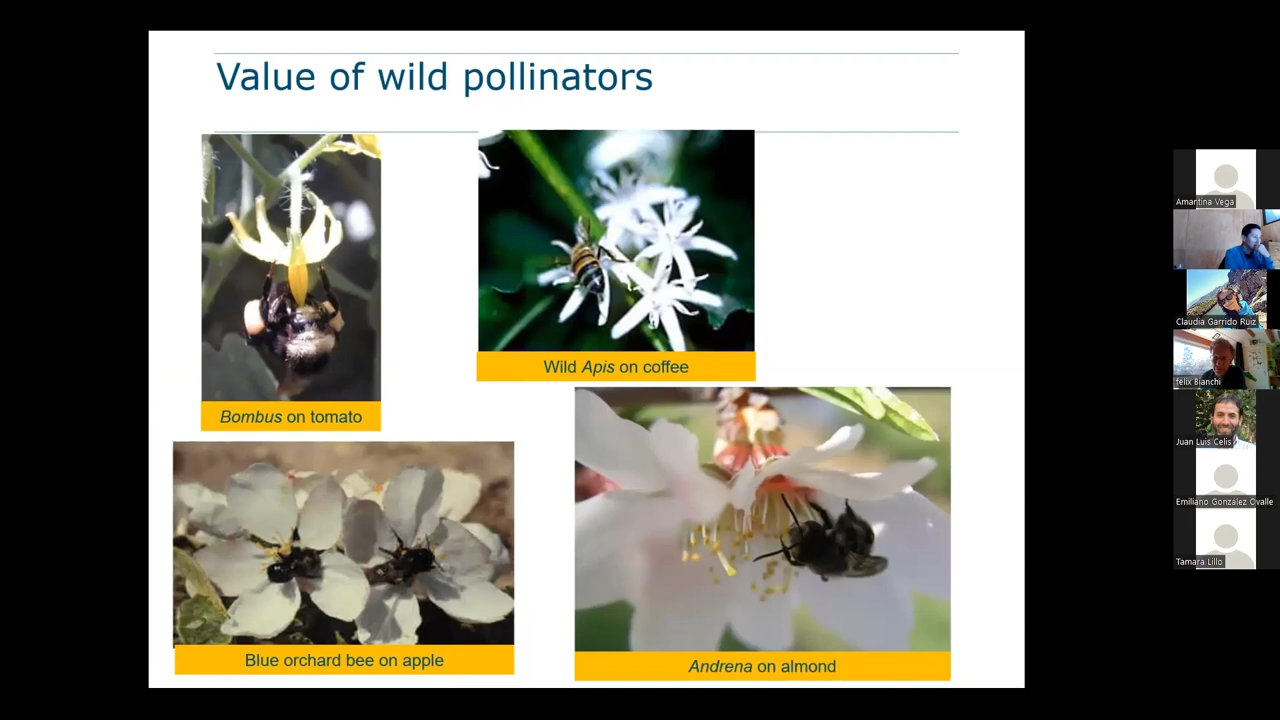 Value of wild pollinators
Bombus on tomato
Wild Apis on coffee
Blue orchard bee on apple
Andrena on almond
Amantina Vega
Claudia Garrido Ruiz
felix Bianchi
Juan Luis Celis
Emiliano González Ovalle
Tamara Lillo